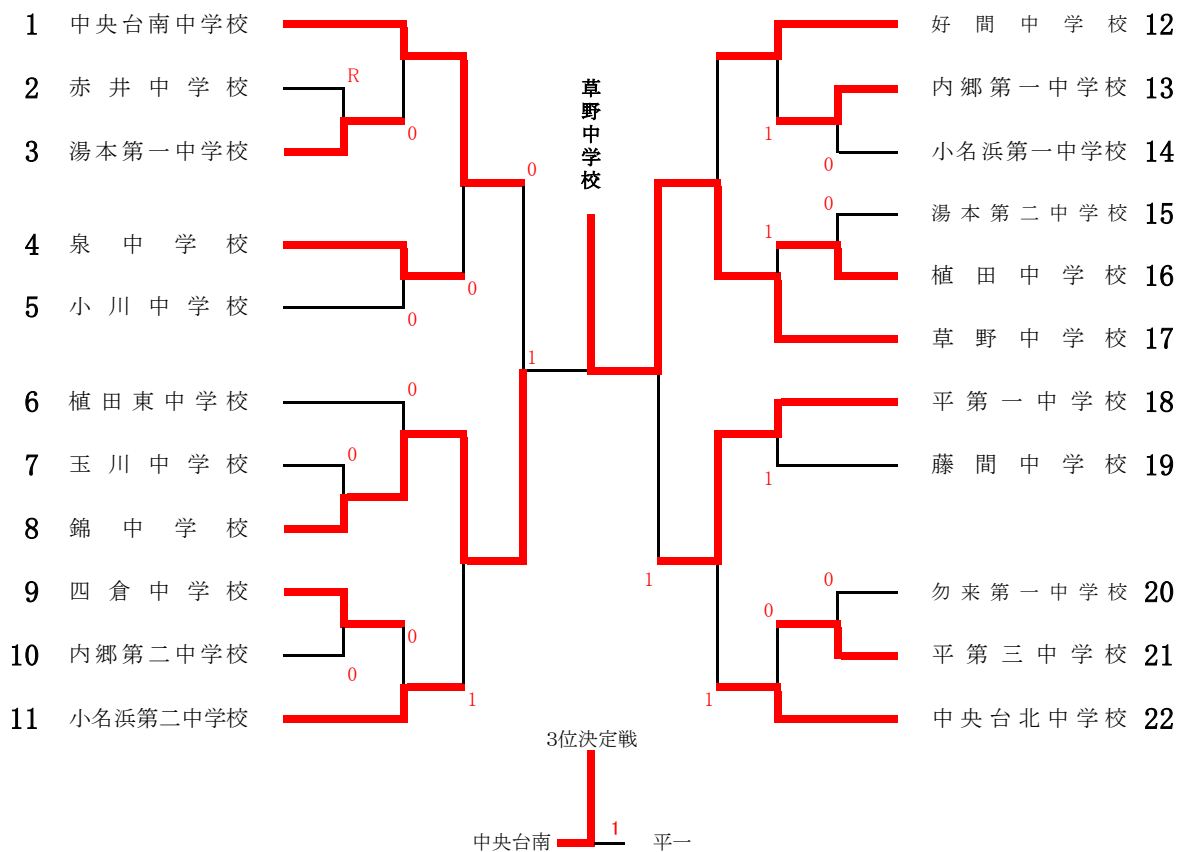 1 中央台南中学校
2 赤井中学校
R
3 湯本第一中学校
0
0
4 泉中学校
0
5 小川中学校
0
1
6 植田東中学校
0
7 玉川中学校
0
8 錦中学校
9 四倉中学校
0
10 内郷第二中学校
0
11 小名浜第二中学校
1
草野中学校
好間中学校 12
内郷第一中学校 13
1
小名浜第一中学校 14
0
湯本第二中学校 15
0
1
植田中学校 16
草野中学校 17
平第一中学校 18
藤間中学校 19
1
1
勿来第一中学校 20
0
0
平第三中学校 21
中央台北中学校 22
1
3位決定戦
1
中央台南 平一